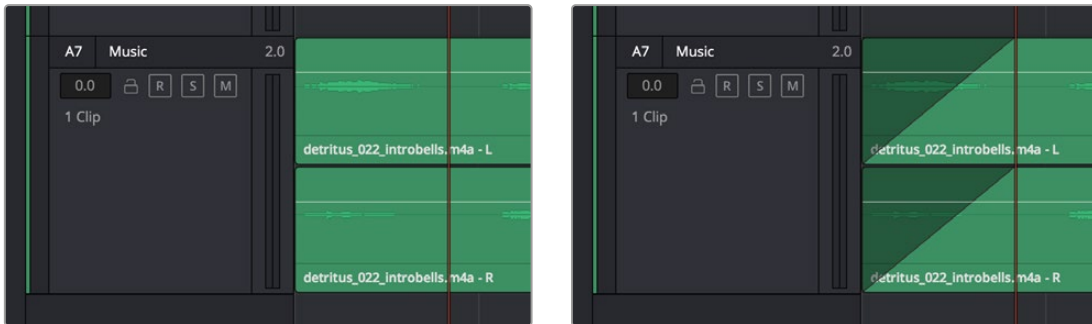 A7 Music 2.0
0.0 R S M
1 Clip
detritus_022_introbells.m4a - L
detritus_022_introbells.m4a - R
A7 Music 2.0
0.0 R S M
1 Clip
detritus_022_introbells.m4a - L
detritus_022_introbells.m4a - R